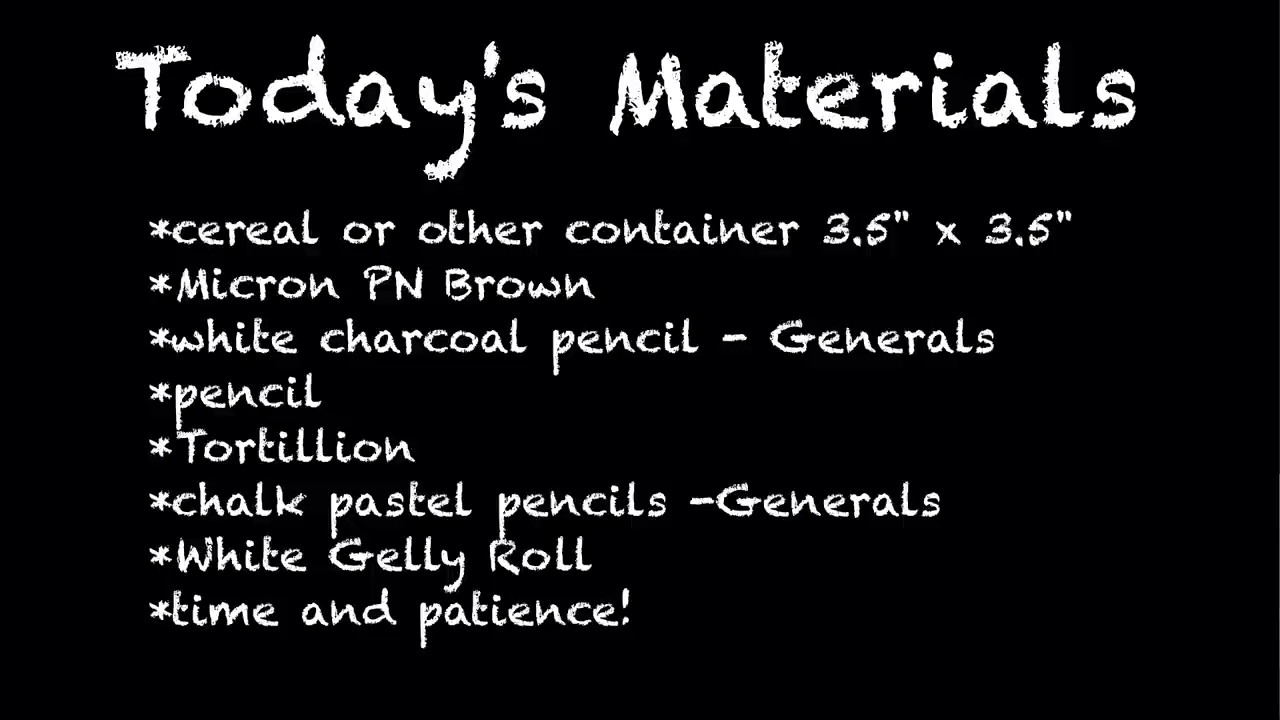 Today's Materials
*cereal or other container 3.5" x 3.5"
*Micron PN Brown
*white charcoal pencil - Generals
*pencil
*Tortillion
*chalk pastel pencils -Generals
*White Gelly Roll
*time and patience!